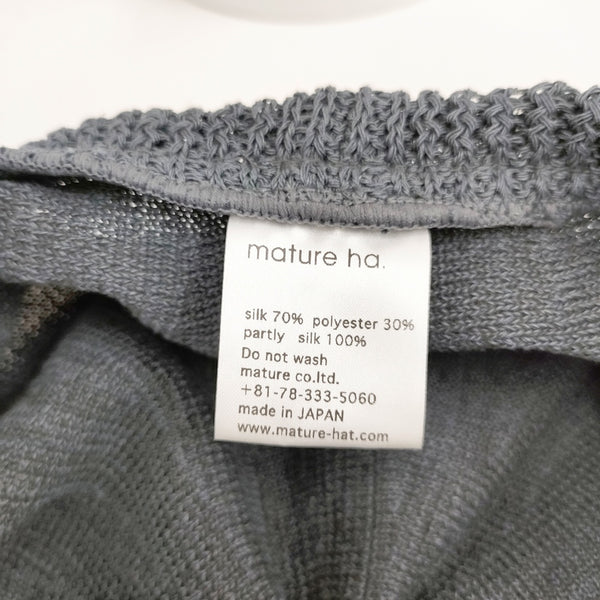 mature ha.
silk 70% polyester 30%
partly silk 100%
Do not wash
mature co.ltd.
+81-78-333-5060
made in JAPAN
www.mature-hat.com